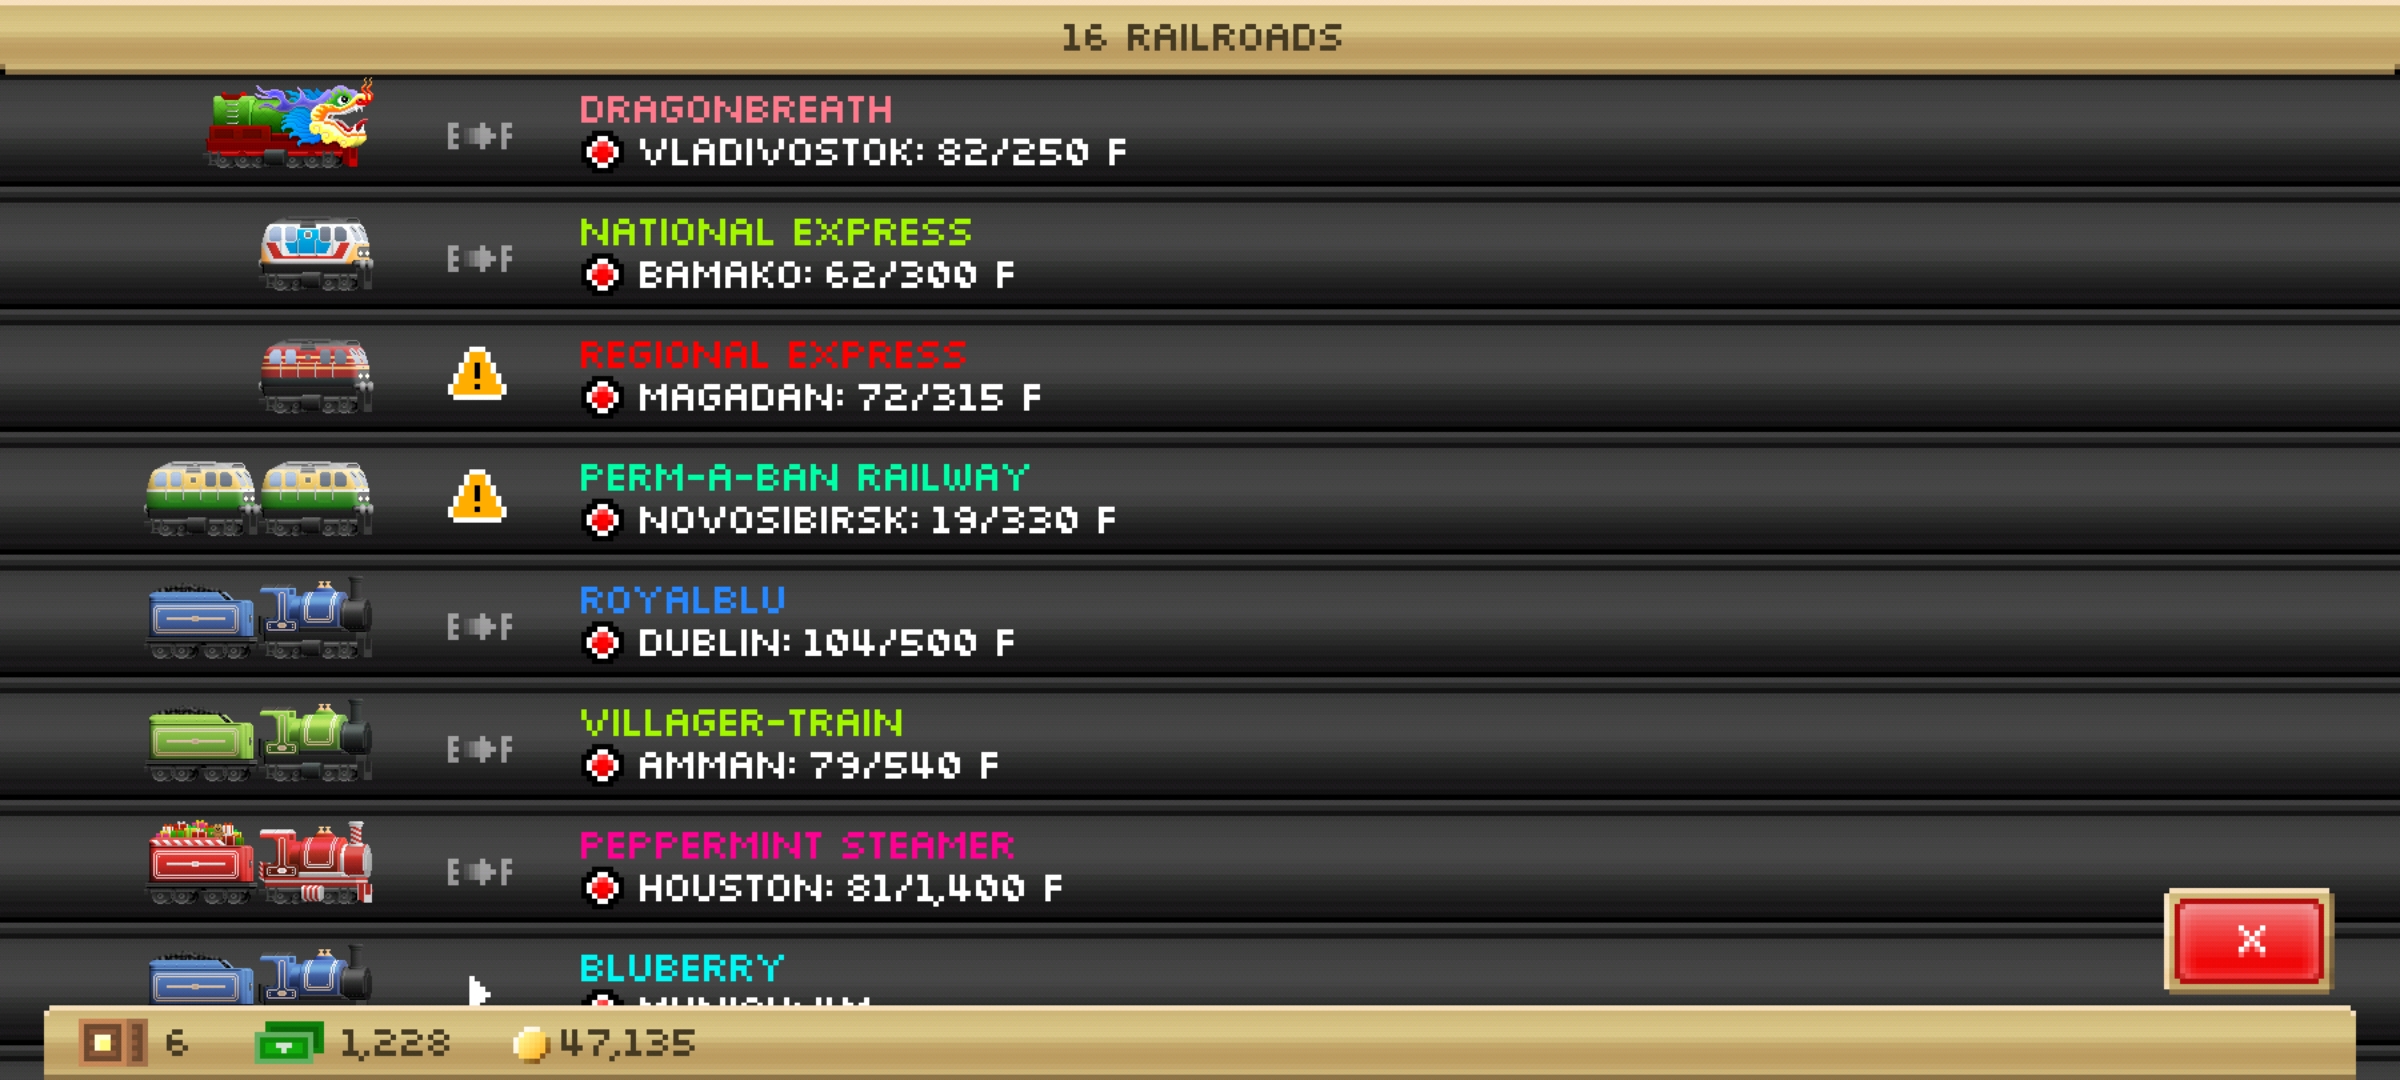 16 RAILROADS
DRAGONBREATH
E F
VLADIVOSTOK: 82/250 F
NATIONAL EXPRESS
E F
BAMAKO: 62/300 F
REGIONAL EXPRESS
MAGADAN: 72/315 F
PERM-A-BAN RAILWAY
NOVOSIBIRSK: 19/330 F
ROYALBLU
E F
DUBLIN: 104/500 F
VILLAGER-TRAIN
E F
AMMAN: 79/540 F
PEPPERMINT STEAMER
E F
HOUSTON: 81/1,400 F
BLUBERRY
X
6 1,228 47,135